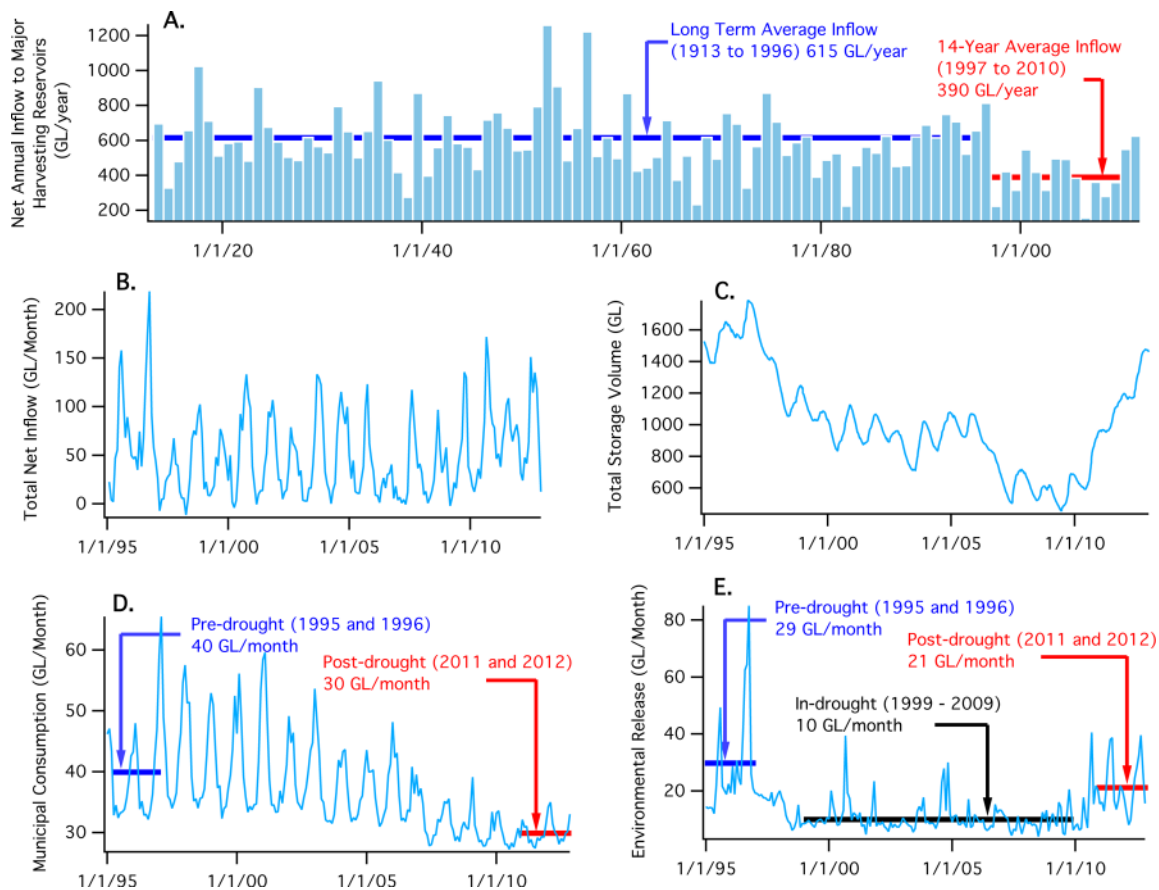 A.
Net Annual Inflow to Major
Harvesting Reservoirs
(GL/year)
1200
1000
800
600
400
200
Long Term Average Inflow
(1913 to 1996) 615 GL/year
14-Year Average Inflow
(1997 to 2010)
390 GL/year
1/1/20
1/1/40
1/1/60
1/1/80
1/1/00
B.
Total Net Inflow (GL/Month)
200
150
100
50
0
1/1/95
1/1/00
1/1/05
1/1/10
C.
Total Storage Volume (GL)
1600
1400
1200
1000
800
600
1/1/95
1/1/00
1/1/05
1/1/10
D.
Municipal Consumption (GL/Month)
60
50
40
30
Pre-drought (1995 and 1996)
40 GL/month
Post-drought (2011 and 2012)
30 GL/month
1/1/95
1/1/00
1/1/05
1/1/10
E.
Environmental Release (GL/Month)
80
60
40
20
Pre-drought (1995 and 1996)
29 GL/month
Post-drought (2011 and 2012)
21 GL/month
In-drought (1999 - 2009)
10 GL/month
1/1/95
1/1/00
1/1/05
1/1/10